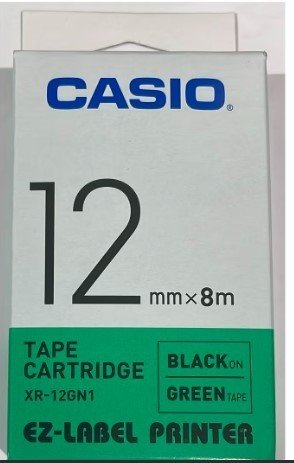 CASIO®
12 mm×8m
TAPE
CARTRIDGE
XR-12GN1
BLACK ON
GREEN TAPE
EZ-LABEL PRINTER